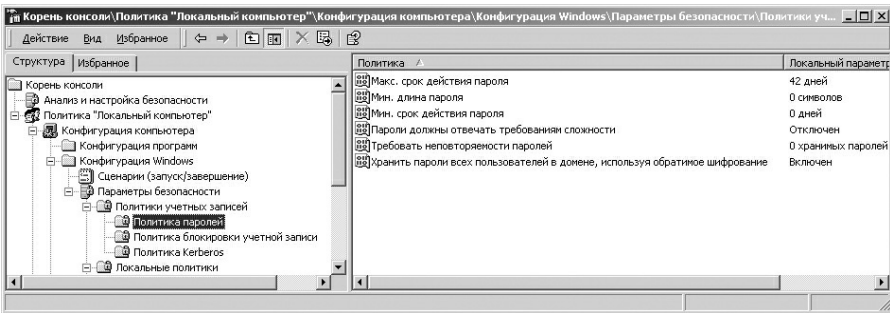 Корень консоли\Политика "Локальный компьютер"\Конфигурация компьютера\Конфигурация Windows\Параметры безопасности\Политики уч...
Действие Вид Избранное
Структура Избранное
Корень консоли
Анализ и настройка безопасности
Политика "Локальный компьютер"
Конфигурация компьютера
Конфигурация программ
Конфигурация Windows
Сценарии (запуск/завершение)
Параметры безопасности
Политики учетных записей
Политика паролей
Политика блокировки учетной записи
Политика Kerberos
Локальные политики
Политика Локальный параметр
Макс. срок действия пароля 42 дней
Мин. длина пароля 0 символов
Мин. срок действия пароля 0 дней
Пароли должны отвечать требованиям сложности Отключен
Требовать неповторяемости паролей 0 хранимых паролей
Хранить пароли всех пользователей в домене, используя обратимое шифрование Включен